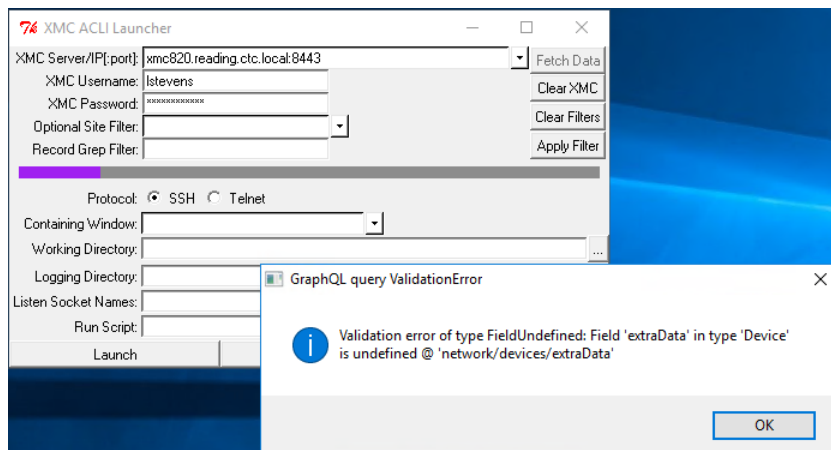 XMC ACLI Launcher
XMC Server/IP[:port]: xmc820.reading.ctc.local:8443 Fetch Data
XMC Username: lstevens Clear XMC
XMC Password: xxxxxxxxxxxx
Optional Site Filter: Clear Filters
Record Grep Filter: Apply Filter
Protocol: SSH Telnet
Containing Window:
Working Directory: ...
Logging Directory:
Listen Socket Names:
Run Script:
Launch
GraphQL query ValidationError
Validation error of type FieldUndefined: Field 'extraData' in type 'Device'
is undefined @ 'network/devices/extraData'
OK